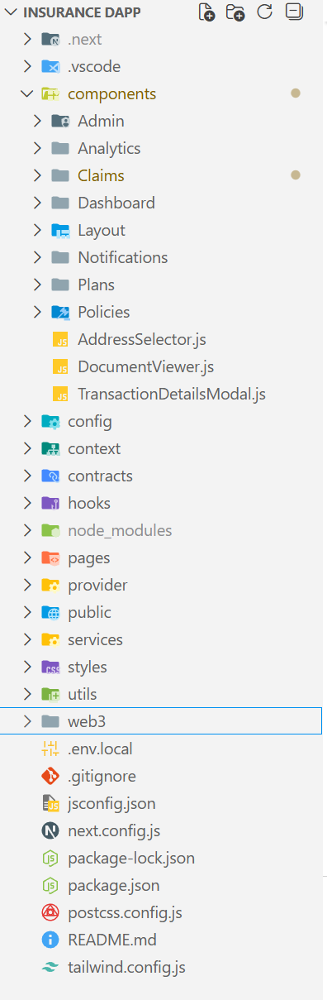 INSURANCE DAPP
.next
.vscode
components
Admin
Analytics
Claims
Dashboard
Layout
Notifications
Plans
Policies
AddressSelector.js
DocumentViewer.js
TransactionDetailsModal.js
config
context
contracts
hooks
node_modules
pages
provider
public
services
styles
utils
web3
.env.local
.gitignore
jsconfig.json
next.config.js
package-lock.json
package.json
postcss.config.js
README.md
tailwind.config.js